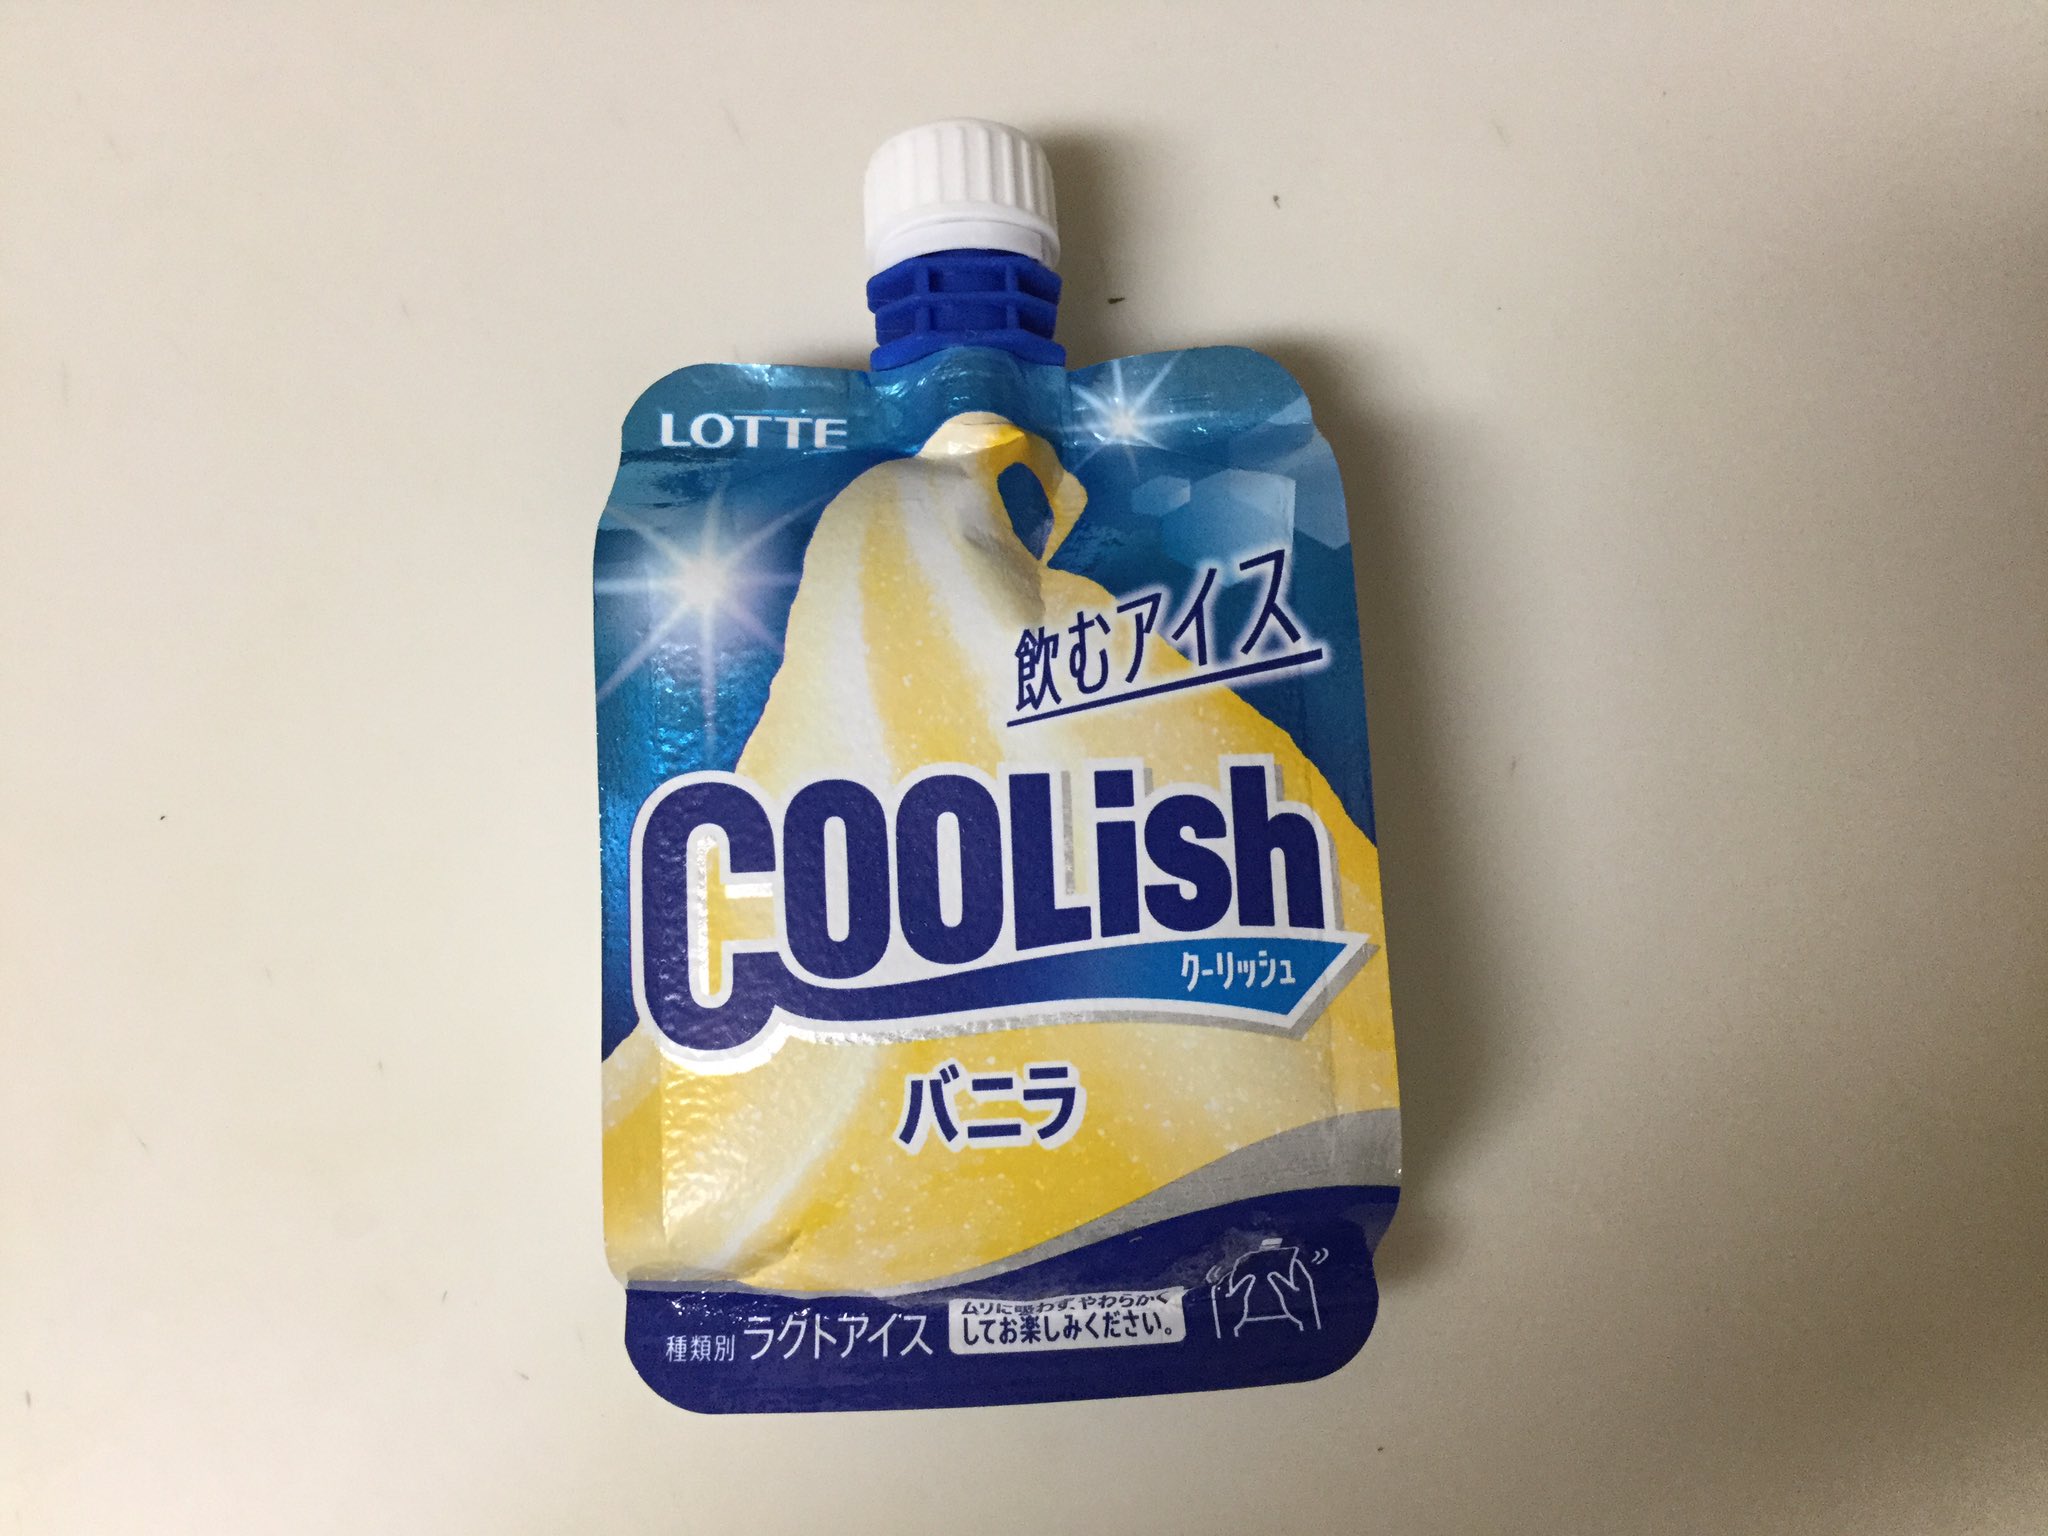 LOTTE
飲むアイス
COOLish
クーリッシュ
バニラ
種類別 ラクトアイス
ムリに吸わず、やわらかく
してお楽しみください。